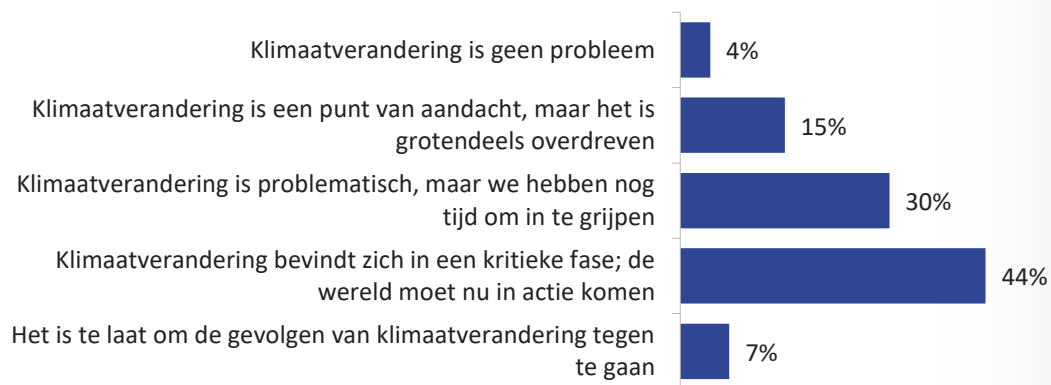 Klimaatverandering is geen probleem
4%
Klimaatverandering is een punt van aandacht, maar het is
grotendeels overdreven
15%
Klimaatverandering is problematisch, maar we hebben nog
tijd om in te grijpen
30%
Klimaatverandering bevindt zich in een kritieke fase; de
wereld moet nu in actie komen
44%
Het is te laat om de gevolgen van klimaatverandering tegen
te gaan
7%